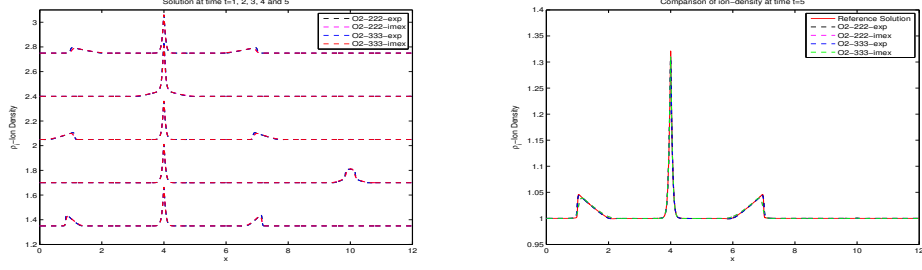 Solution at time t=1, 2, 3, 4 and 5
O2-222-exp
O2-222-imex
O2-333-exp
O2-333-imex
3
2.8
2.6
2.4
2.2
2
1.8
1.6
1.4
1.2
0
2
4
6
8
10
12
x
ρi-Ion Density
Comparison of ion-density at time t=5
Reference Solution
O2-222-exp
O2-222-imex
O2-333-exp
O2-333-imex
1.4
1.35
1.3
1.25
1.2
1.15
1.1
1.05
1
0.95
0
2
4
6
8
10
12
x
ρi-Ion Density